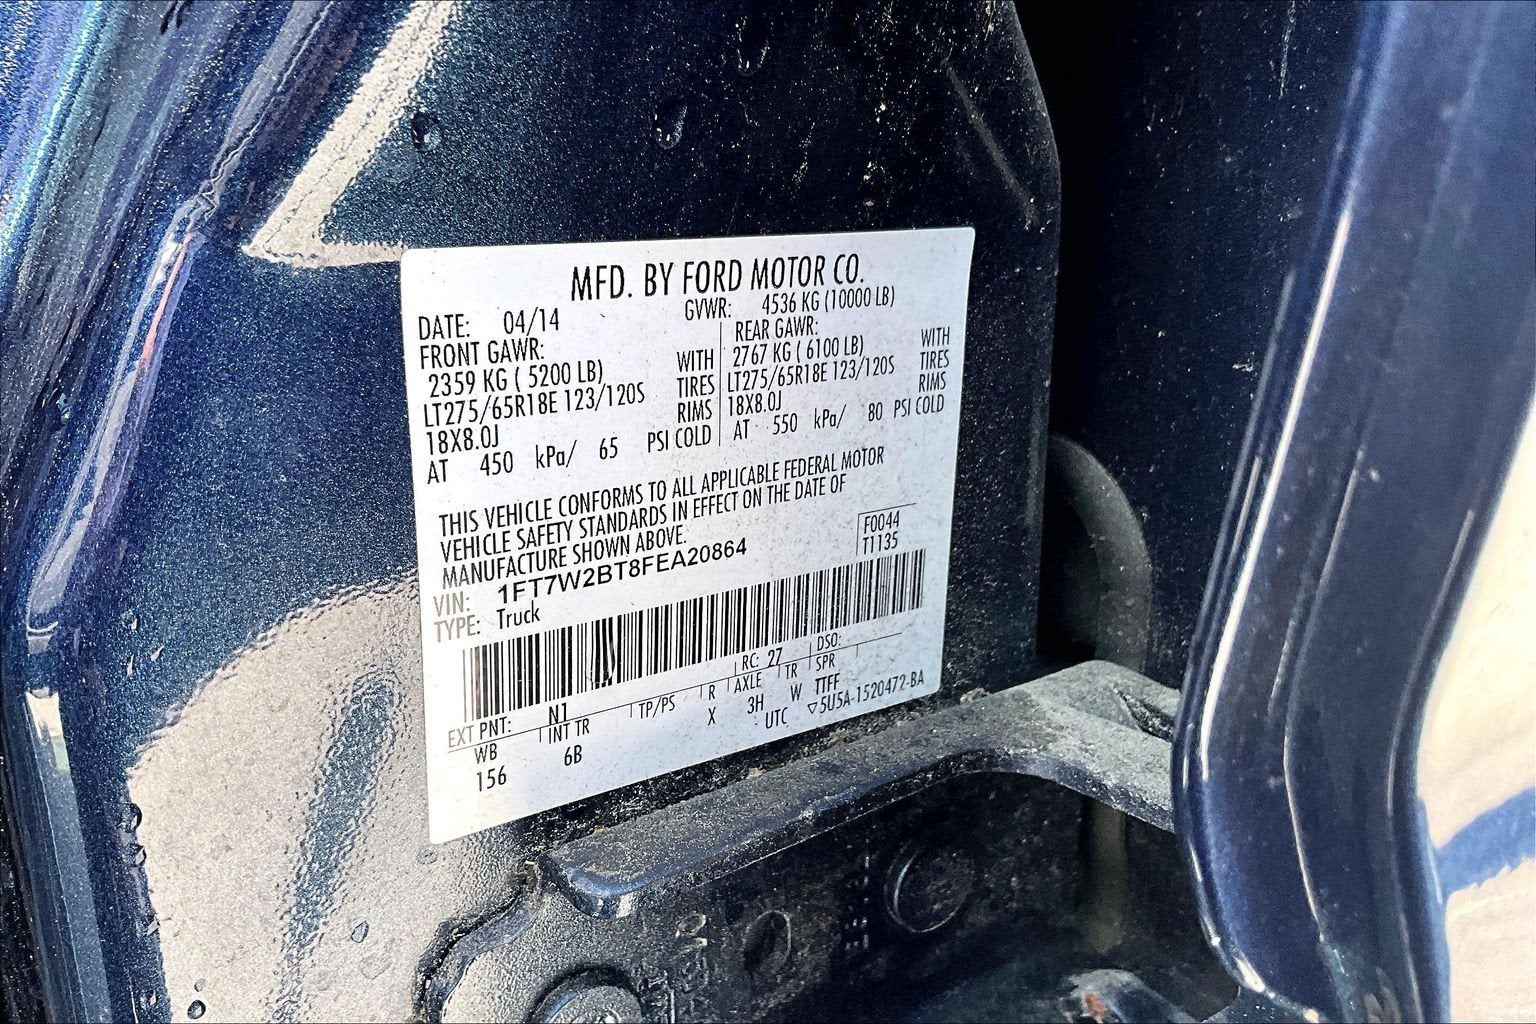 MFD. BY FORD MOTOR CO.
DATE: 04/14 GVWR: 4536 KG (10000 LB)
FRONT GAWR: REAR GAWR:
2359 KG ( 5200 LB) WITH 2767 KG ( 6100 LB) WITH
LT275/65R18E 123/120S TIRES LT275/65R18E 123/120S TIRES
18X8.0J RIMS 18X8.0J RIMS
AT 450 kPa/ 65 PSI COLD AT 550 kPa/ 80 PSI COLD
THIS VEHICLE CONFORMS TO ALL APPLICABLE FEDERAL MOTOR
VEHICLE SAFETY STANDARDS IN EFFECT ON THE DATE OF
MANUFACTURE SHOWN ABOVE.
F0044
T1135
VIN: 1FT7W2BT8FEA20864
TYPE: Truck
EXT PNT: N1 RC: 27 DSO:
WB INT TR TP/PS R AXLE TR SPR
156 6B X 3H W TTFF
UTC ▽5U5A-1520472-BA